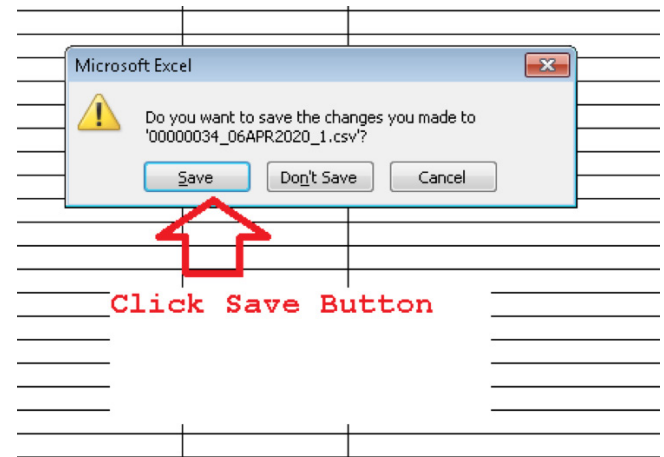 Microsoft Excel
Do you want to save the changes you made to
'00000034_06APR2020_1.csv'?
Save
Don't Save
Cancel
Click Save Button